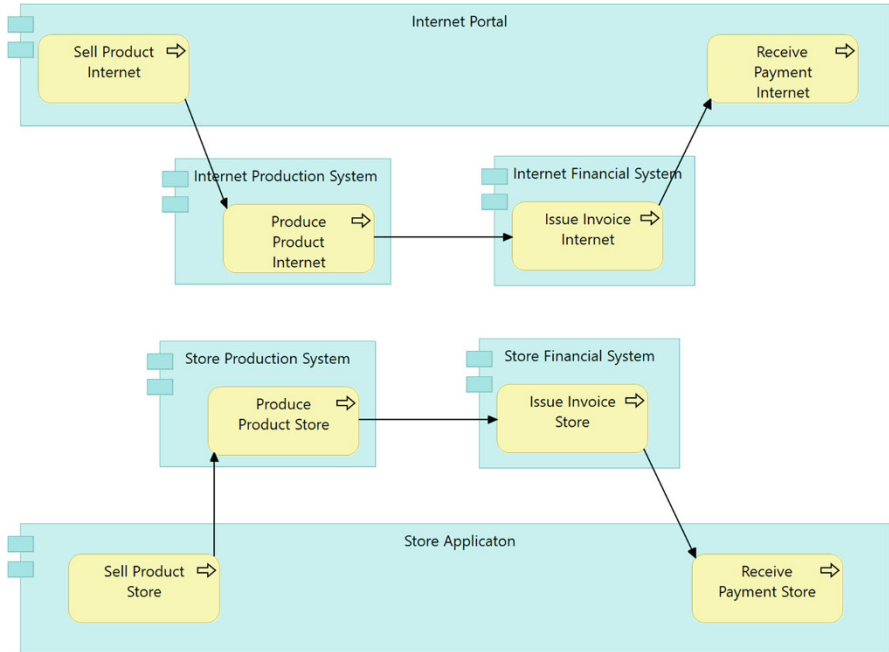 Internet Portal
Sell Product
Internet
Receive
Payment
Internet
Internet Production System
Produce
Product
Internet
Internet Financial System
Issue Invoice
Internet
Store Production System
Produce
Product Store
Store Financial System
Issue Invoice
Store
Store Applicaton
Sell Product
Store
Receive
Payment Store